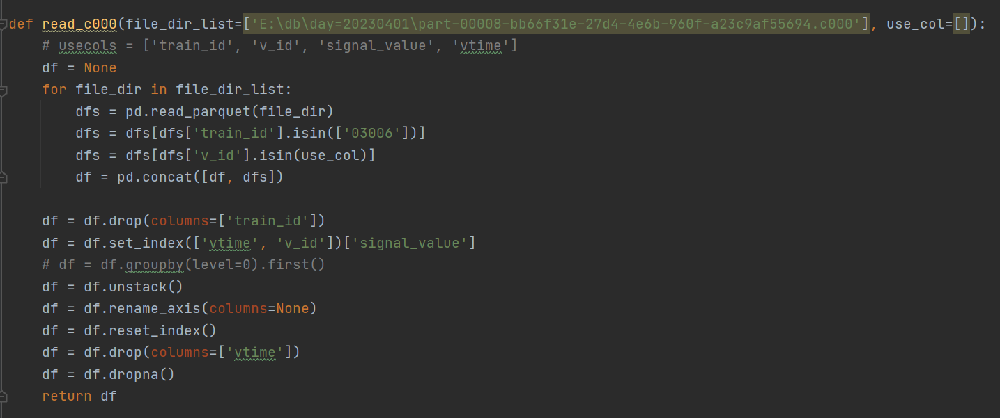 def read_c000(file_dir_list=['E:\db\day=20230401\part-00008-bb66f31e-27d4-4e6b-960f-a23c9af55694.c000'], use_col=[]):
    # usecols = ['train_id', 'v_id', 'signal_value', 'vtime']
    df = None
    for file_dir in file_dir_list:
        dfs = pd.read_parquet(file_dir)
        dfs = dfs[dfs['train_id'].isin(['03006'])]
        dfs = dfs[dfs['v_id'].isin(use_col)]
        df = pd.concat([df, dfs])

    df = df.drop(columns=['train_id'])
    df = df.set_index(['vtime', 'v_id'])['signal_value']
    # df = df.groupby(level=0).first()
    df = df.unstack()
    df = df.rename_axis(columns=None)
    df = df.reset_index()
    df = df.drop(columns=['vtime'])
    df = df.dropna()
    return df